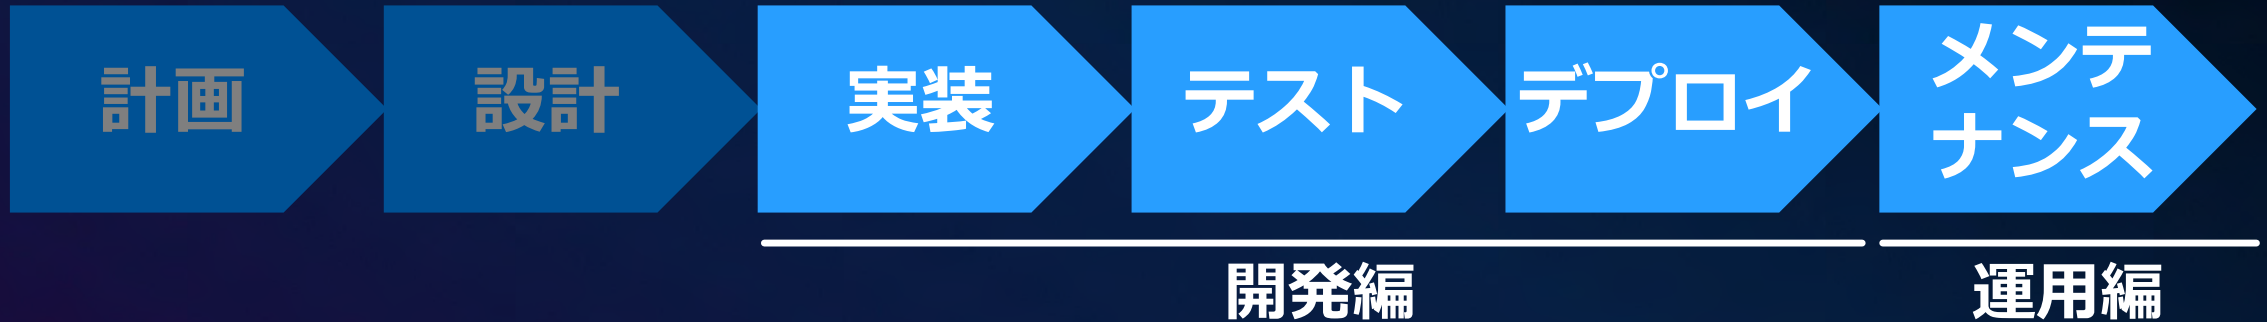 計画
設計
実装
テスト
デプロイ
メンテ
ナンス
開発編
運用編